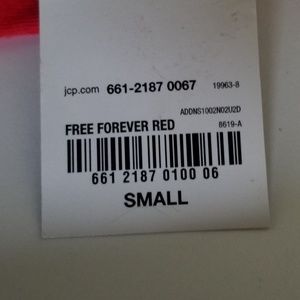 jcp.com 661-2187 0067 19963-8
ADDNS1002N02U2D
FREE FOREVER RED 8619-A
661 2187 0100 06
SMALL